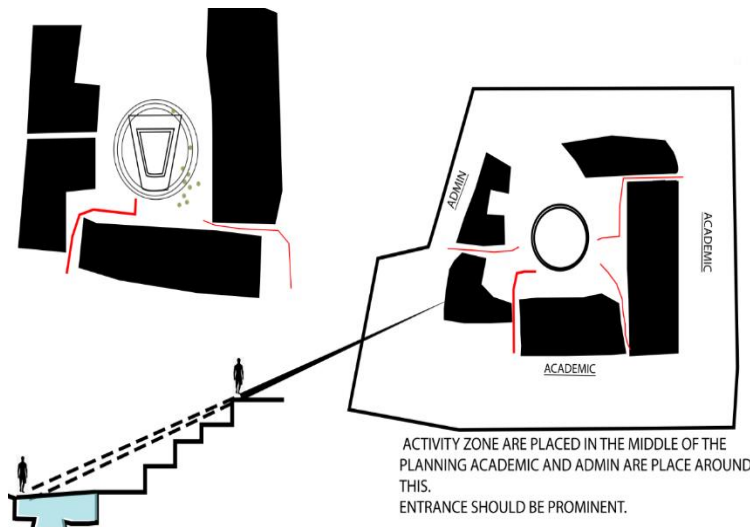 ADMIN
ACADEMIC
ACADEMIC
ACTIVITY ZONE ARE PLACED IN THE MIDDLE OF THE
PLANNING ACADEMIC AND ADMIN ARE PLACE AROUND
THIS.
ENTRANCE SHOULD BE PROMINENT.